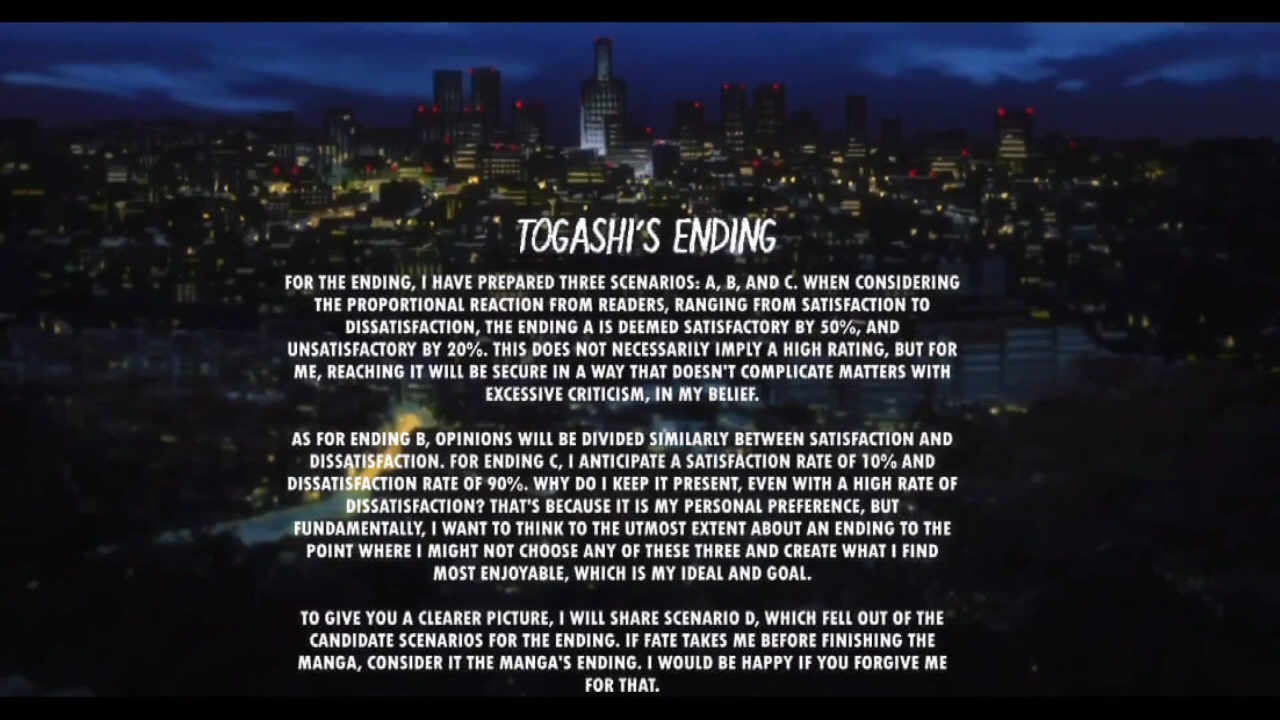 TOGASHI'S ENDING
FOR THE ENDING, I HAVE PREPARED THREE SCENARIOS: A, B, AND C. WHEN CONSIDERING
THE PROPORTIONAL REACTION FROM READERS, RANGING FROM SATISFACTION TO
DISSATISFACTION, THE ENDING A IS DEEMED SATISFACTORY BY 50%, AND
UNSATISFACTORY BY 20%. THIS DOES NOT NECESSARILY IMPLY A HIGH RATING, BUT FOR
ME, REACHING IT WILL BE SECURE IN A WAY THAT DOESN'T COMPLICATE MATTERS WITH
EXCESSIVE CRITICISM, IN MY BELIEF.
AS FOR ENDING B, OPINIONS WILL BE DIVIDED SIMILARLY BETWEEN SATISFACTION AND
DISSATISFACTION. FOR ENDING C, I ANTICIPATE A SATISFACTION RATE OF 10% AND
DISSATISFACTION RATE OF 90%. WHY DO I KEEP IT PRESENT, EVEN WITH A HIGH RATE OF
DISSATISFACTION? THAT'S BECAUSE IT IS MY PERSONAL PREFERENCE, BUT
FUNDAMENTALLY, I WANT TO THINK TO THE UTMOST EXTENT ABOUT AN ENDING TO THE
POINT WHERE I MIGHT NOT CHOOSE ANY OF THESE THREE AND CREATE WHAT I FIND
MOST ENJOYABLE, WHICH IS MY IDEAL AND GOAL.
TO GIVE YOU A CLEARER PICTURE, I WILL SHARE SCENARIO D, WHICH FELL OUT OF THE
CANDIDATE SCENARIOS FOR THE ENDING. IF FATE TAKES ME BEFORE FINISHING THE
MANGA, CONSIDER IT THE MANGA'S ENDING. I WOULD BE HAPPY IF YOU FORGIVE ME
FOR THAT.